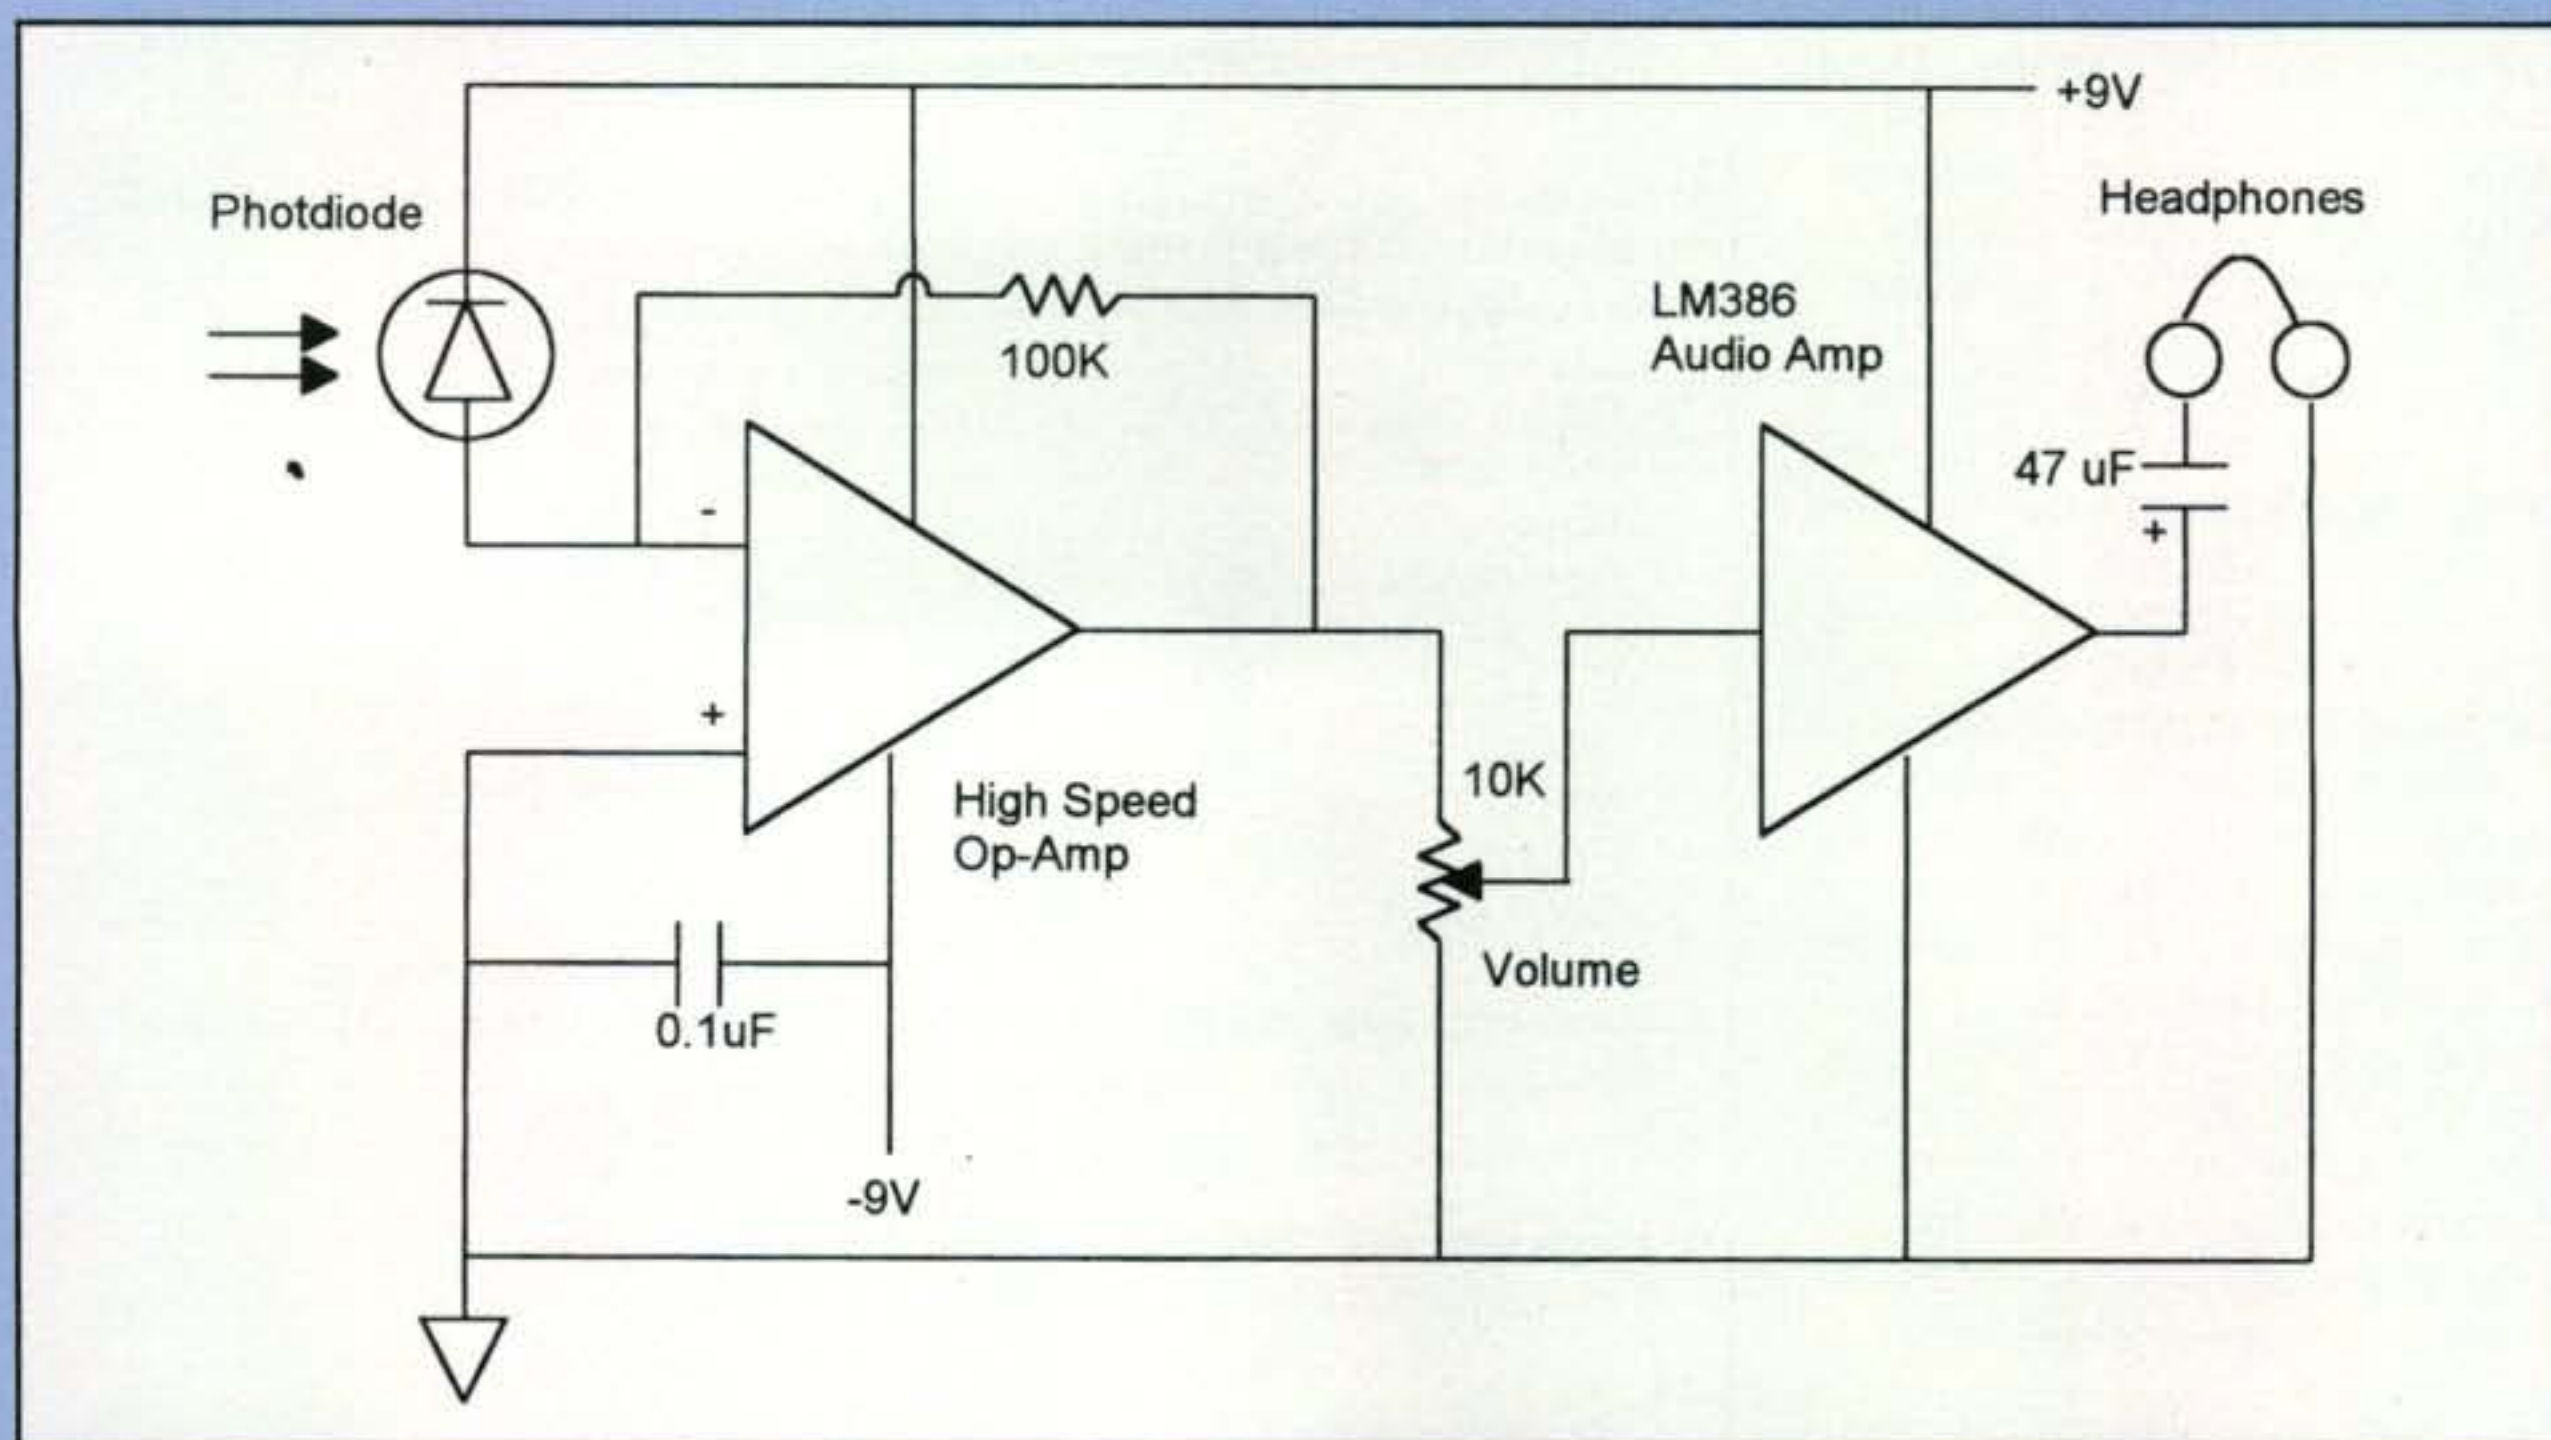 +9V
Photdiode
Headphones
LM386
Audio Amp
100K
47 uF
+
-
+
10K
High Speed
Op-Amp
Volume
0.1uF
-9V